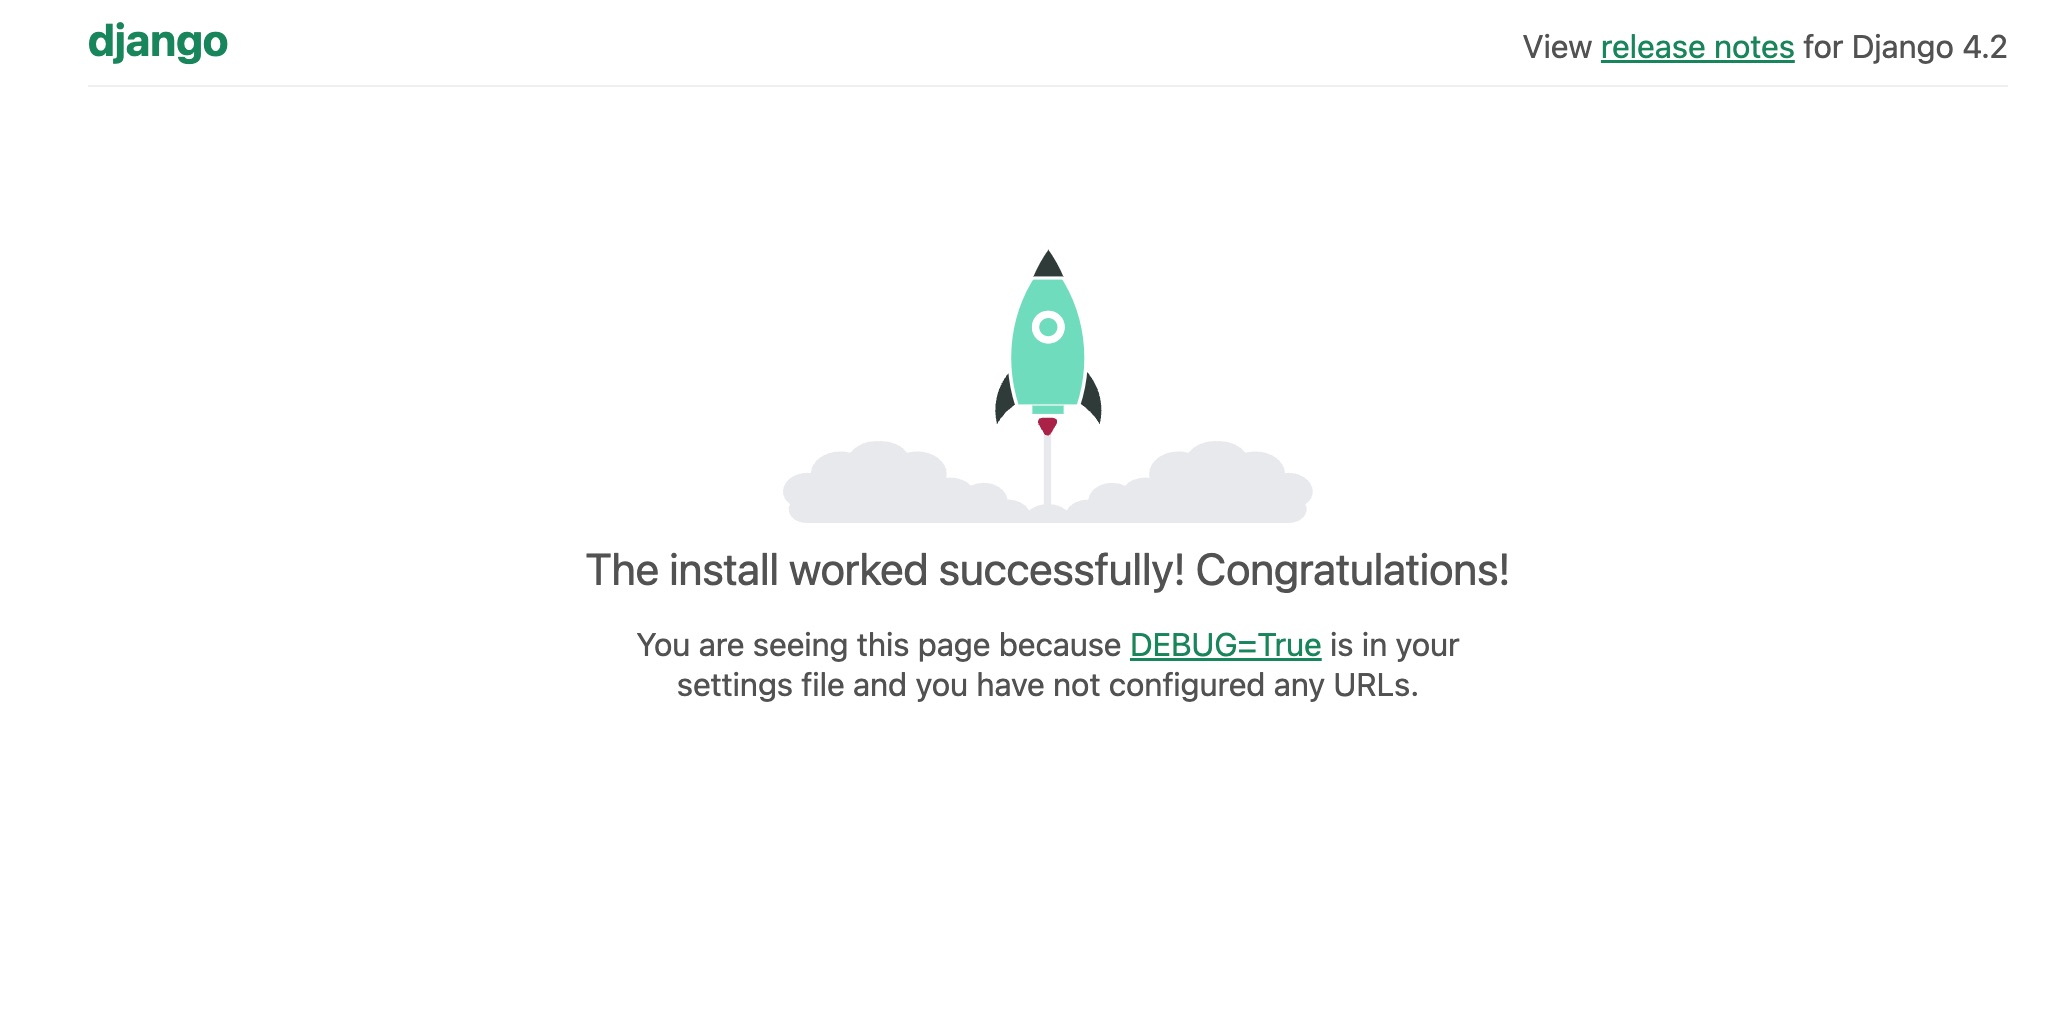 django
View release notes for Django 4.2
The install worked successfully! Congratulations!
You are seeing this page because DEBUG=True is in your
settings file and you have not configured any URLs.